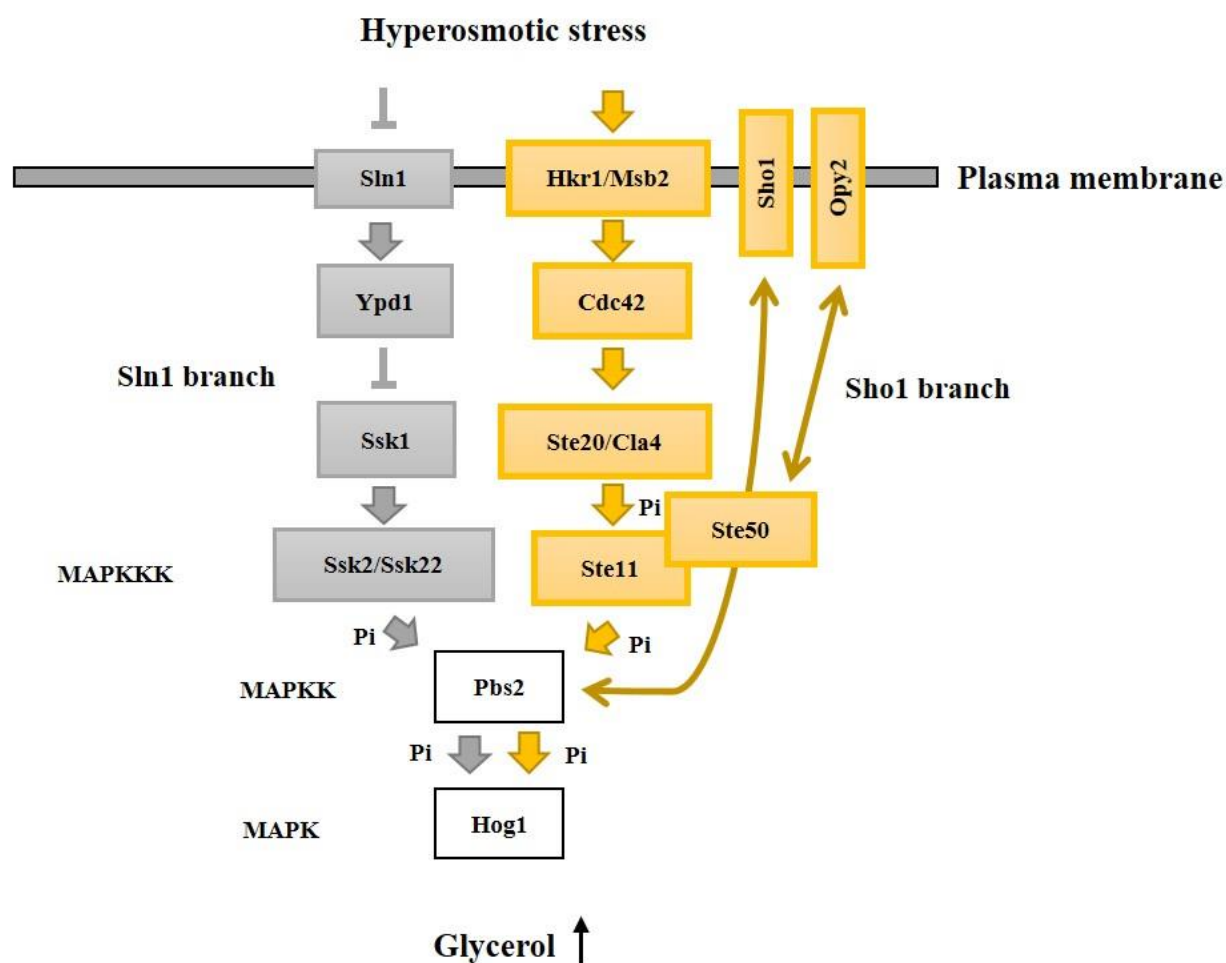 Hyperosmotic stress
Sln1
Hkr1/Msb2
Sho1
Opy2
Plasma membrane
Ypd1
Cdc42
Sln1 branch
Sho1 branch
Ssk1
Ste20/Cla4
Pi
Ste50
MAPKKK
Ssk2/Ssk22
Ste11
Pi
Pi
MAPKK
Pbs2
Pi
Pi
MAPK
Hog1
Glycerol